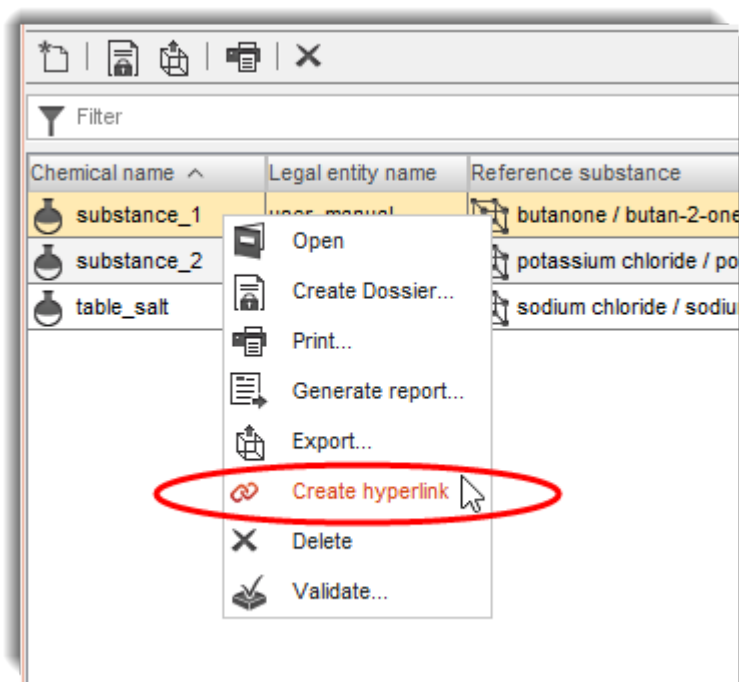 Filter
Chemical name Legal entity name Reference substance
substance_1 user_manual butanone / butan-2-one
substance_2 potassium chloride / po
table_salt sodium chloride / sodiu
Open
Create Dossier...
Print...
Generate report...
Export...
Create hyperlink
Delete
Validate...